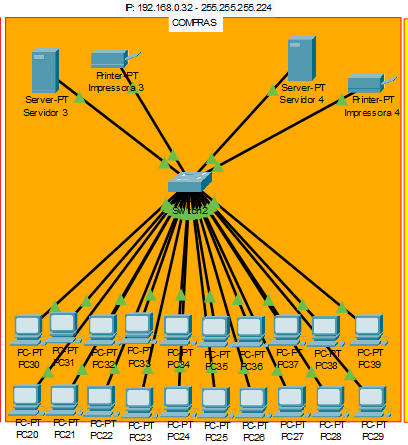 IP: 192.168.0.32 - 255.255.255.224
COMPRAS
Server-PT
Servidor 3
Printer-PT
Impressora 3
Server-PT
Servidor 4
Printer-PT
Impressora 4
Switch2
PC-PT
PC30
PC-PT
PC31
PC-PT
PC32
PC-PT
PC33
PC-PT
PC34
PC-PT
PC35
PC-PT
PC36
PC-PT
PC37
PC-PT
PC38
PC-PT
PC39
PC-PT
PC20
PC-PT
PC21
PC-PT
PC22
PC-PT
PC23
PC-PT
PC24
PC-PT
PC25
PC-PT
PC26
PC-PT
PC27
PC-PT
PC28
PC-PT
PC29